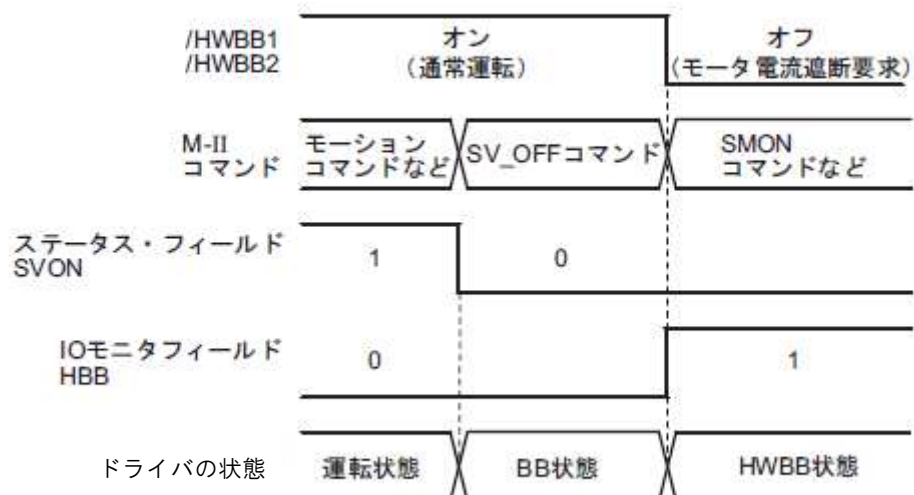 /HWBB1
/HWBB2
オン
（通常運転）
オフ
（モータ電流遮断要求）
M-II
コマンド
モーション
コマンドなど
SV_OFFコマンド
SMON
コマンドなど
ステータス・フィールド
SVON
1
0
IOモニタフィールド
HBB
0
1
ドライバの状態
運転状態
BB状態
HWBB状態